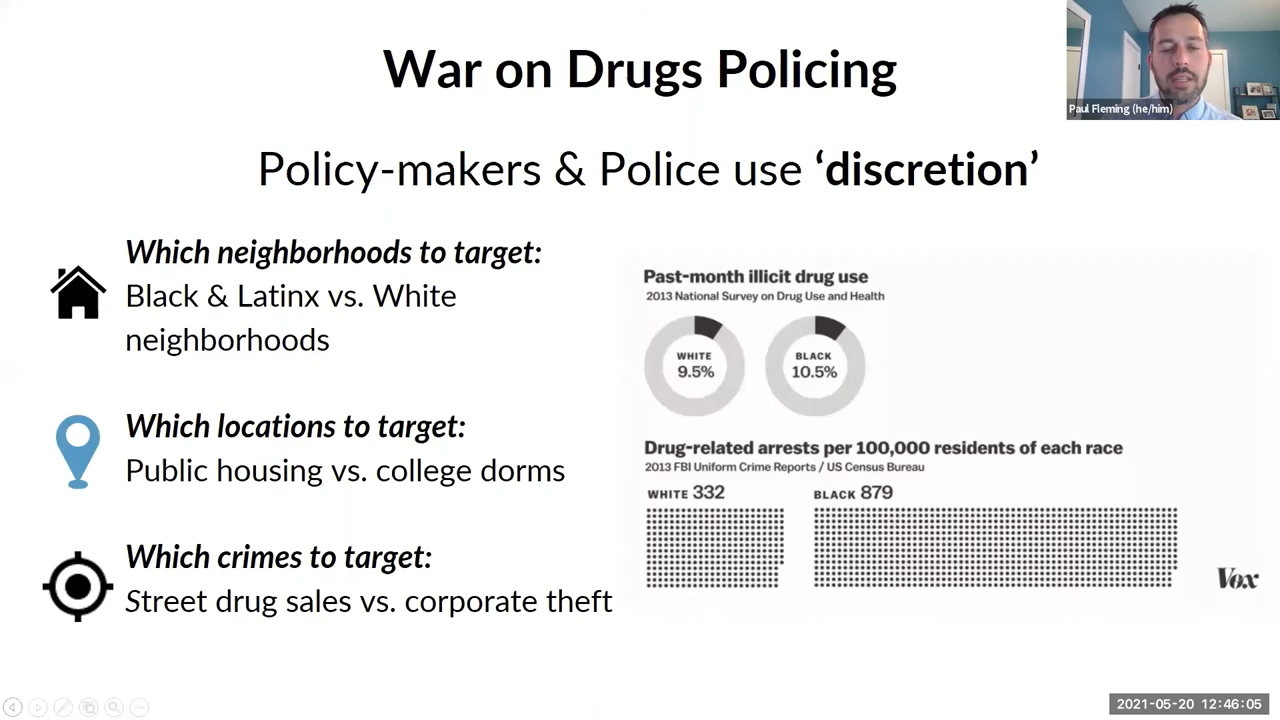 War on Drugs Policing
Paul Fleming (he/him)
Policy-makers & Police use ‘discretion’
Which neighborhoods to target:
Black & Latinx vs. White
neighborhoods
Which locations to target:
Public housing vs. college dorms
Which crimes to target:
Street drug sales vs. corporate theft
Past-month illicit drug use
2013 National Survey on Drug Use and Health
WHITE
9.5%
BLACK
10.5%
Drug-related arrests per 100,000 residents of each race
2013 FBI Uniform Crime Reports / US Census Bureau
WHITE 332
BLACK 879
Vox
2021-05-20 12:46:05